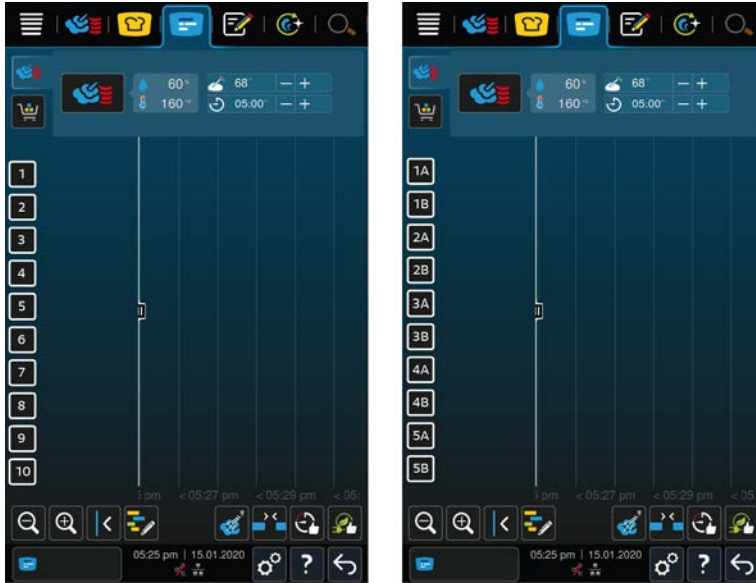 60 %
68 °
− +
160 °C
05.00
− +
1
2
3
4
5
6
7
8
9
10
< 05:27 pm
< 05:29 pm
< 05:
05:25 pm | 15.01.2020
?
60 %
68 °
− +
160 °C
05.00
− +
1A
1B
2A
2B
3A
3B
4A
4B
5A
5B
< 05:27 pm
< 05:29 pm
< 05
05:25 pm | 15.01.2020
?